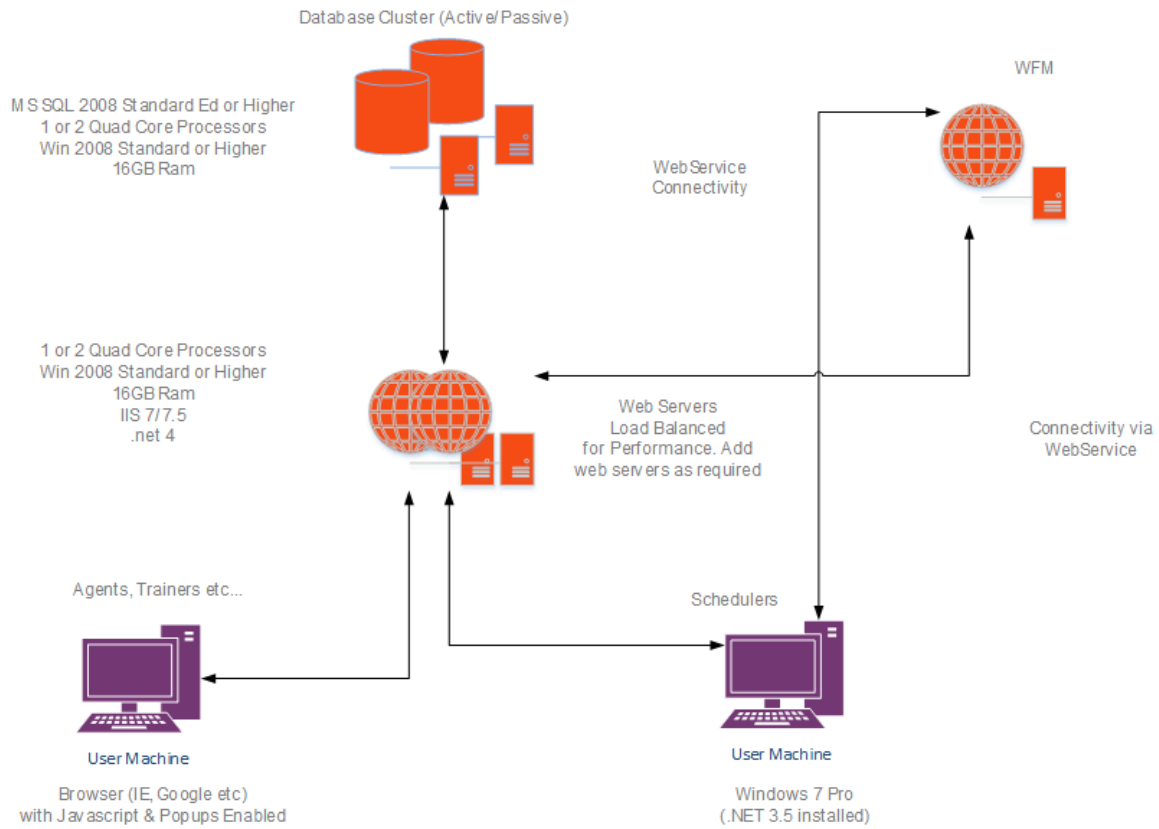 Database Cluster (Active/Passive)
WFM
MS SQL 2008 Standard Ed or Higher
1 or 2 Quad Core Processors
Win 2008 Standard or Higher
16GB Ram
WebService
Connectivity
1 or 2 Quad Core Processors
Win 2008 Standard or Higher
16GB Ram
IIS 7/7.5
.net 4
Web Servers
Load Balanced
for Performance. Add
web servers as required
Connectivity via
WebService
Agents, Trainers etc...
Schedulers
User Machine
User Machine
Browser (IE, Google etc)
with Javascript & Popups Enabled
Windows 7 Pro
(.NET 3.5 installed)